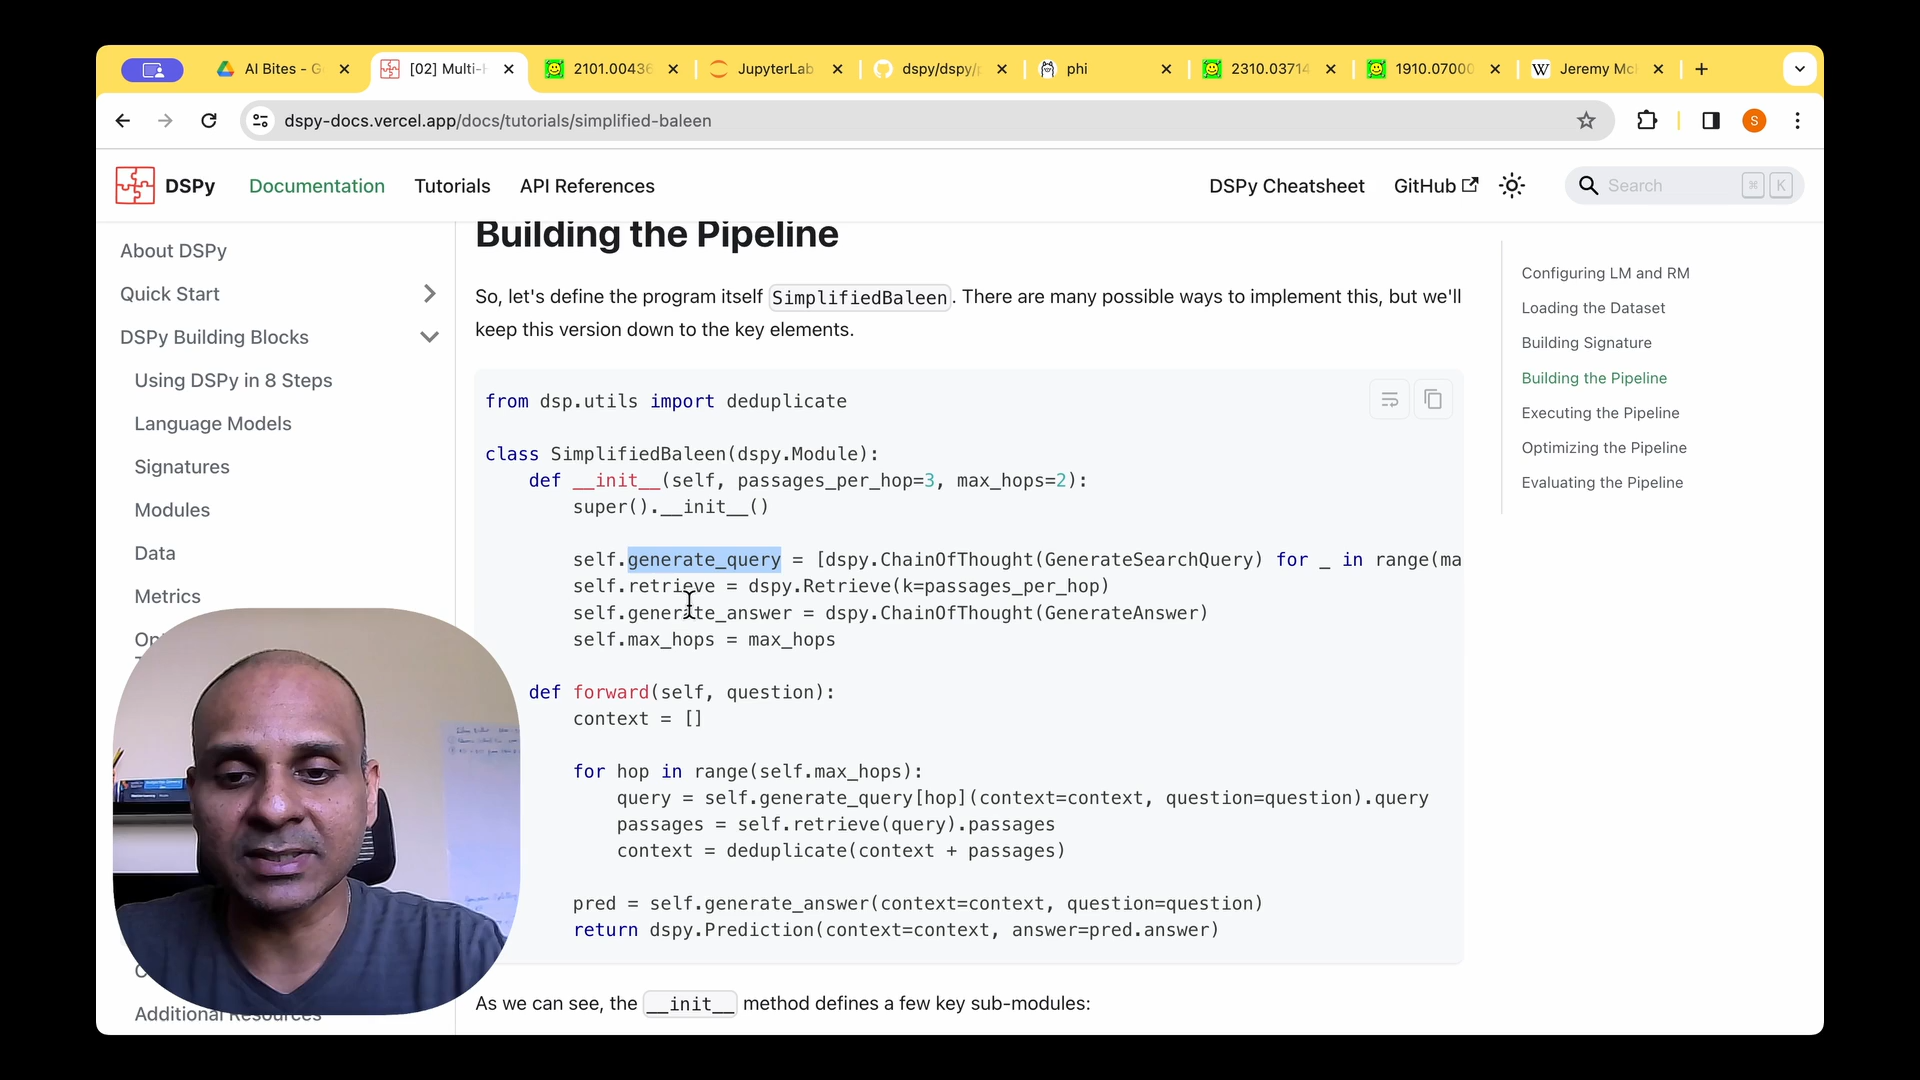 AI Bites - G
[02] Multi-H
2101.00436
JupyterLab
dspy/dspy/p
phi
2310.03714
1910.07000
Jeremy Mc
dspy-docs.vercel.app/docs/tutorials/simplified-baleen
S
DSPy
Documentation
Tutorials
API References
DSPy Cheatsheet
GitHub
Search
⌘ K
About DSPy
Quick Start
DSPy Building Blocks
Using DSPy in 8 Steps
Language Models
Signatures
Modules
Data
Metrics
Additional Resources
Building the Pipeline
So, let's define the program itself SimplifiedBaleen. There are many possible ways to implement this, but we'll
keep this version down to the key elements.
from dsp.utils import deduplicate
class SimplifiedBaleen(dspy.Module):
def __init__(self, passages_per_hop=3, max_hops=2):
super().__init__()
self.generate_query = [dspy.ChainOfThought(GenerateSearchQuery) for _ in range(ma
self.retrieve = dspy.Retrieve(k=passages_per_hop)
self.generate_answer = dspy.ChainOfThought(GenerateAnswer)
self.max_hops = max_hops
def forward(self, question):
context = []
for hop in range(self.max_hops):
query = self.generate_query[hop](context=context, question=question).query
passages = self.retrieve(query).passages
context = deduplicate(context + passages)
pred = self.generate_answer(context=context, question=question)
return dspy.Prediction(context=context, answer=pred.answer)
As we can see, the __init__ method defines a few key sub-modules:
Configuring LM and RM
Loading the Dataset
Building Signature
Building the Pipeline
Executing the Pipeline
Optimizing the Pipeline
Evaluating the Pipeline